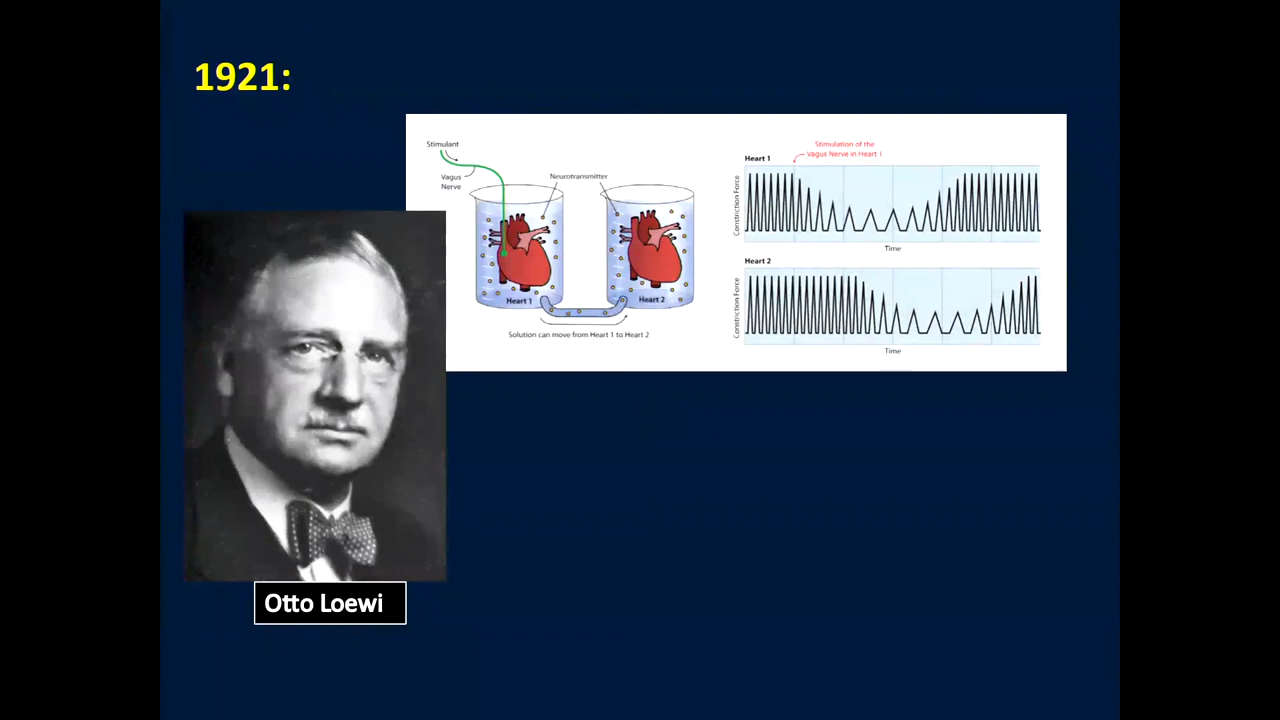 1921:
Stimulant
Vagus
Nerve
Neurotransmitter
Heart 1
Heart 2
Solution can move from Heart 1 to Heart 2
Stimulation of the
Vagus Nerve in Heart 1
Heart 1
Constriction Force
Time
Heart 2
Constriction Force
Time
Otto Loewi